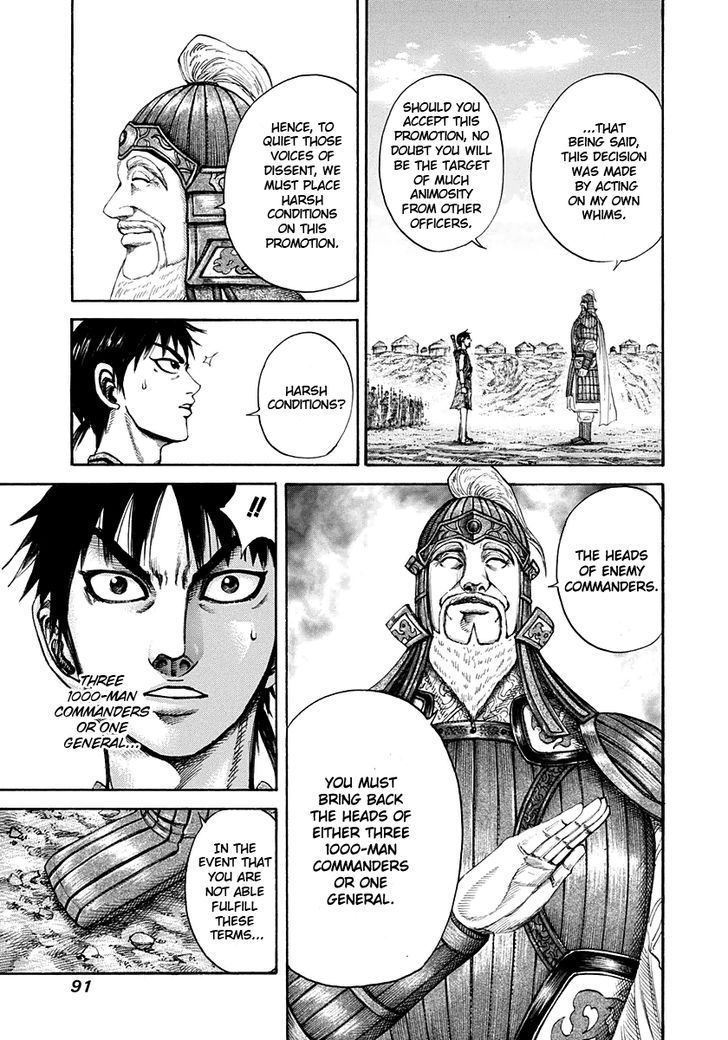 ...THAT
BEING SAID,
THIS DECISION
WAS MADE
BY ACTING
ON MY OWN
WHIMS.
SHOULD YOU
ACCEPT THIS
PROMOTION, NO
DOUBT YOU WILL
BE THE TARGET
OF MUCH
ANIMOSITY
FROM OTHER
OFFICERS.
HENCE, TO
QUIET THOSE
VOICES OF
DISSENT, WE
MUST PLACE
HARSH
CONDITIONS
ON THIS
PROMOTION.
HARSH
CONDITIONS?
THE HEADS
OF ENEMY
COMMANDERS.
YOU MUST
BRING BACK
THE HEADS OF
EITHER THREE
1000-MAN
COMMANDERS
OR ONE
GENERAL.
!!
THREE
1000-MAN
COMMANDERS
OR ONE
GENERAL...
IN THE
EVENT THAT
YOU ARE
NOT ABLE
FULFILL
THESE
TERMS...
91